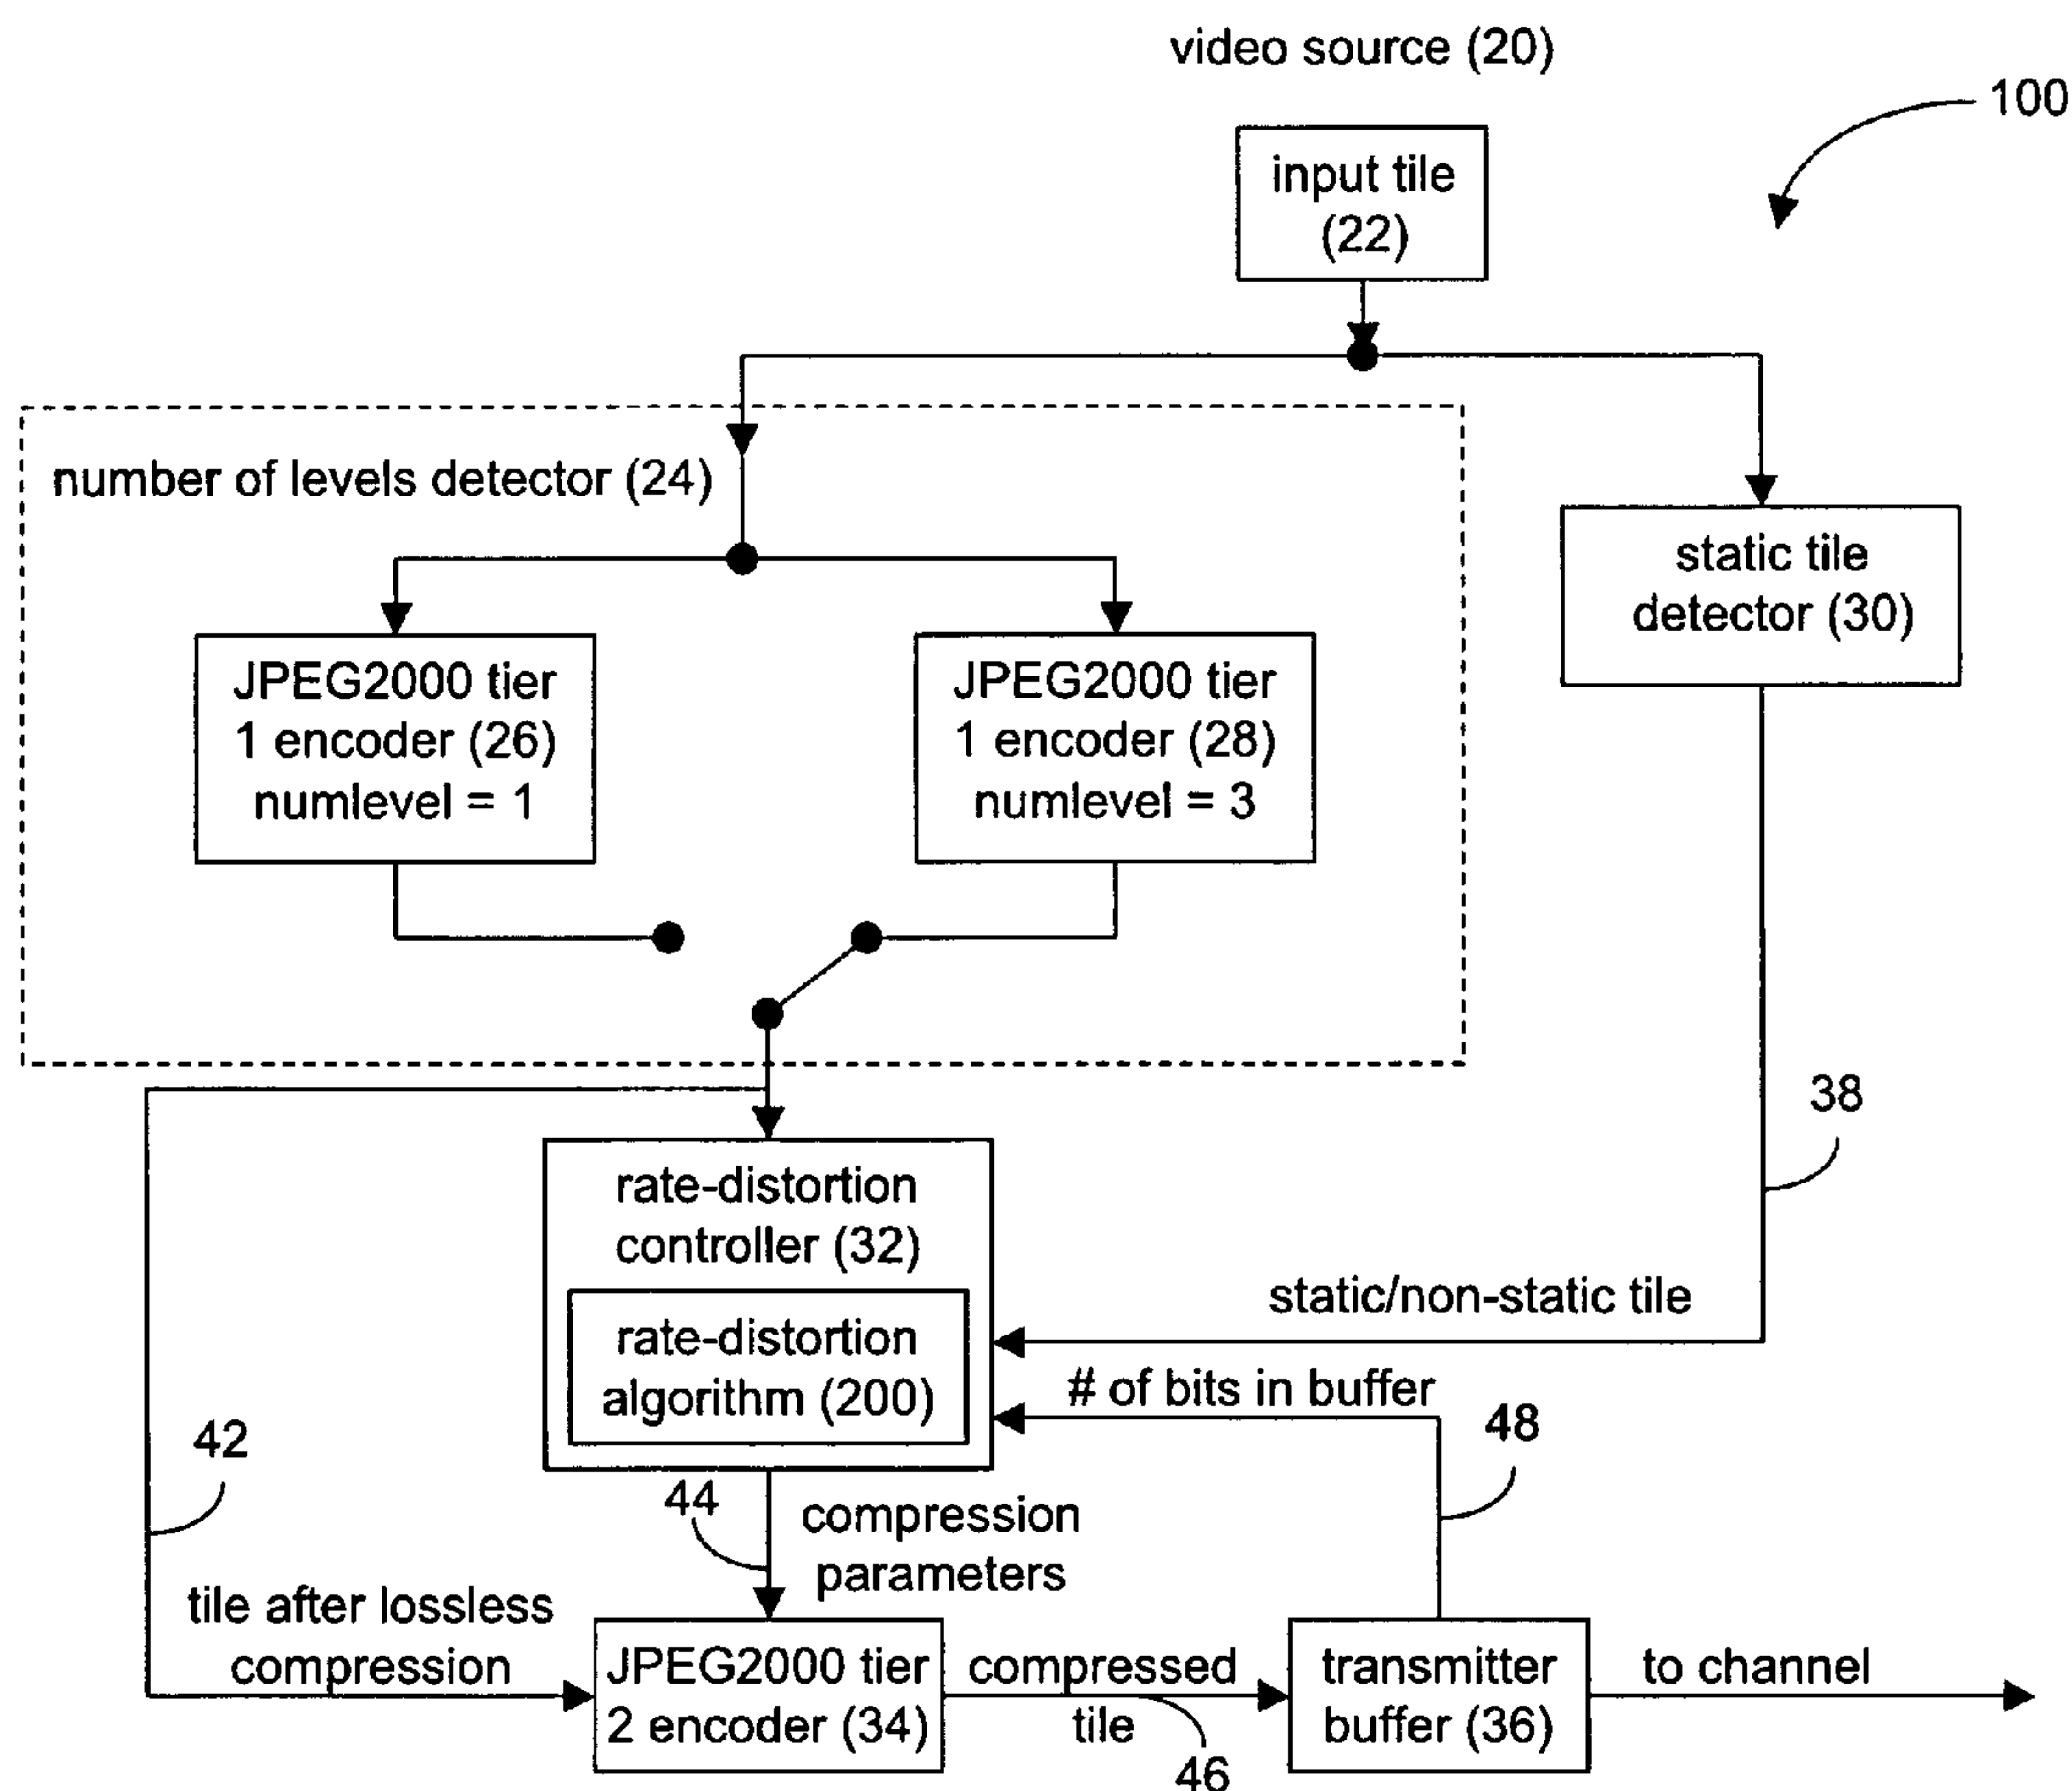 video source (20)
100
input tile
(22)
number of levels detector (24)
static tile
detector (30)
JPEG2000 tier
1 encoder (26)
numlevel = 1
JPEG2000 tier
1 encoder (28)
numlevel = 3
38
rate-distortion
controller (32)
static/non-static tile
rate-distortion
algorithm (200)
# of bits in buffer
42
48
44
compression
parameters
tile after lossless
compression
JPEG2000 tier
2 encoder (34)
compressed
tile
46
transmitter
buffer (36)
to channel